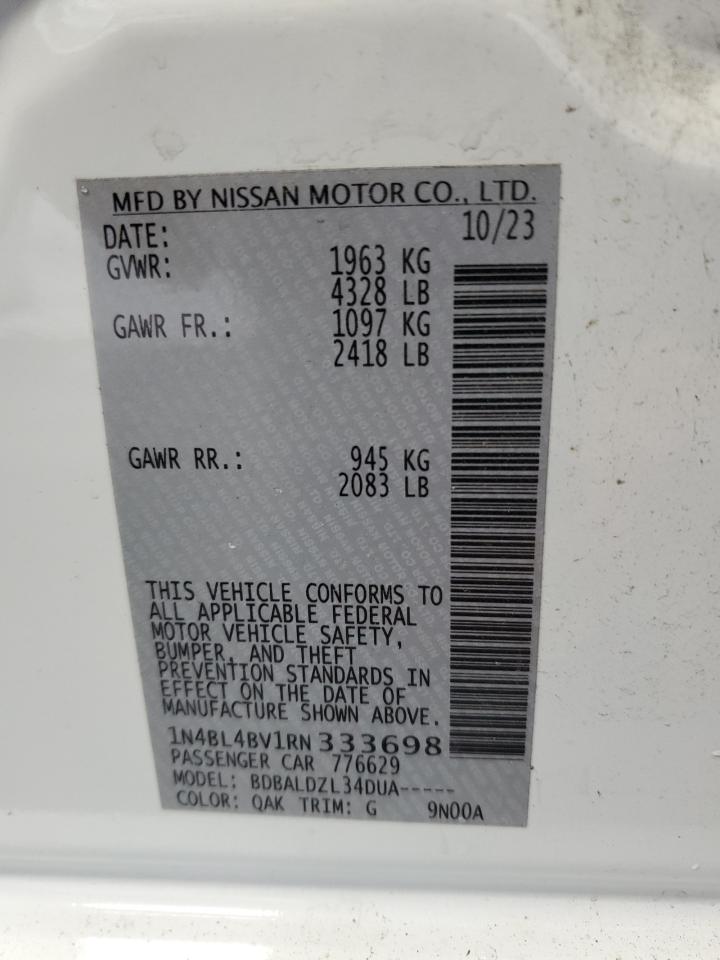 MFD BY NISSAN MOTOR CO., LTD.
DATE: 10/23
GVWR: 1963 KG
4328 LB
GAWR FR.: 1097 KG
2418 LB
GAWR RR.: 945 KG
2083 LB
THIS VEHICLE CONFORMS TO
ALL APPLICABLE FEDERAL
MOTOR VEHICLE SAFETY,
BUMPER, AND THEFT
PREVENTION STANDARDS IN
EFFECT ON THE DATE OF
MANUFACTURE SHOWN ABOVE.
1N4BL4BV1RN333698
PASSENGER CAR 776629
MODEL: BDBALDZL34DUA-----
COLOR: QAK TRIM: G 9N00A